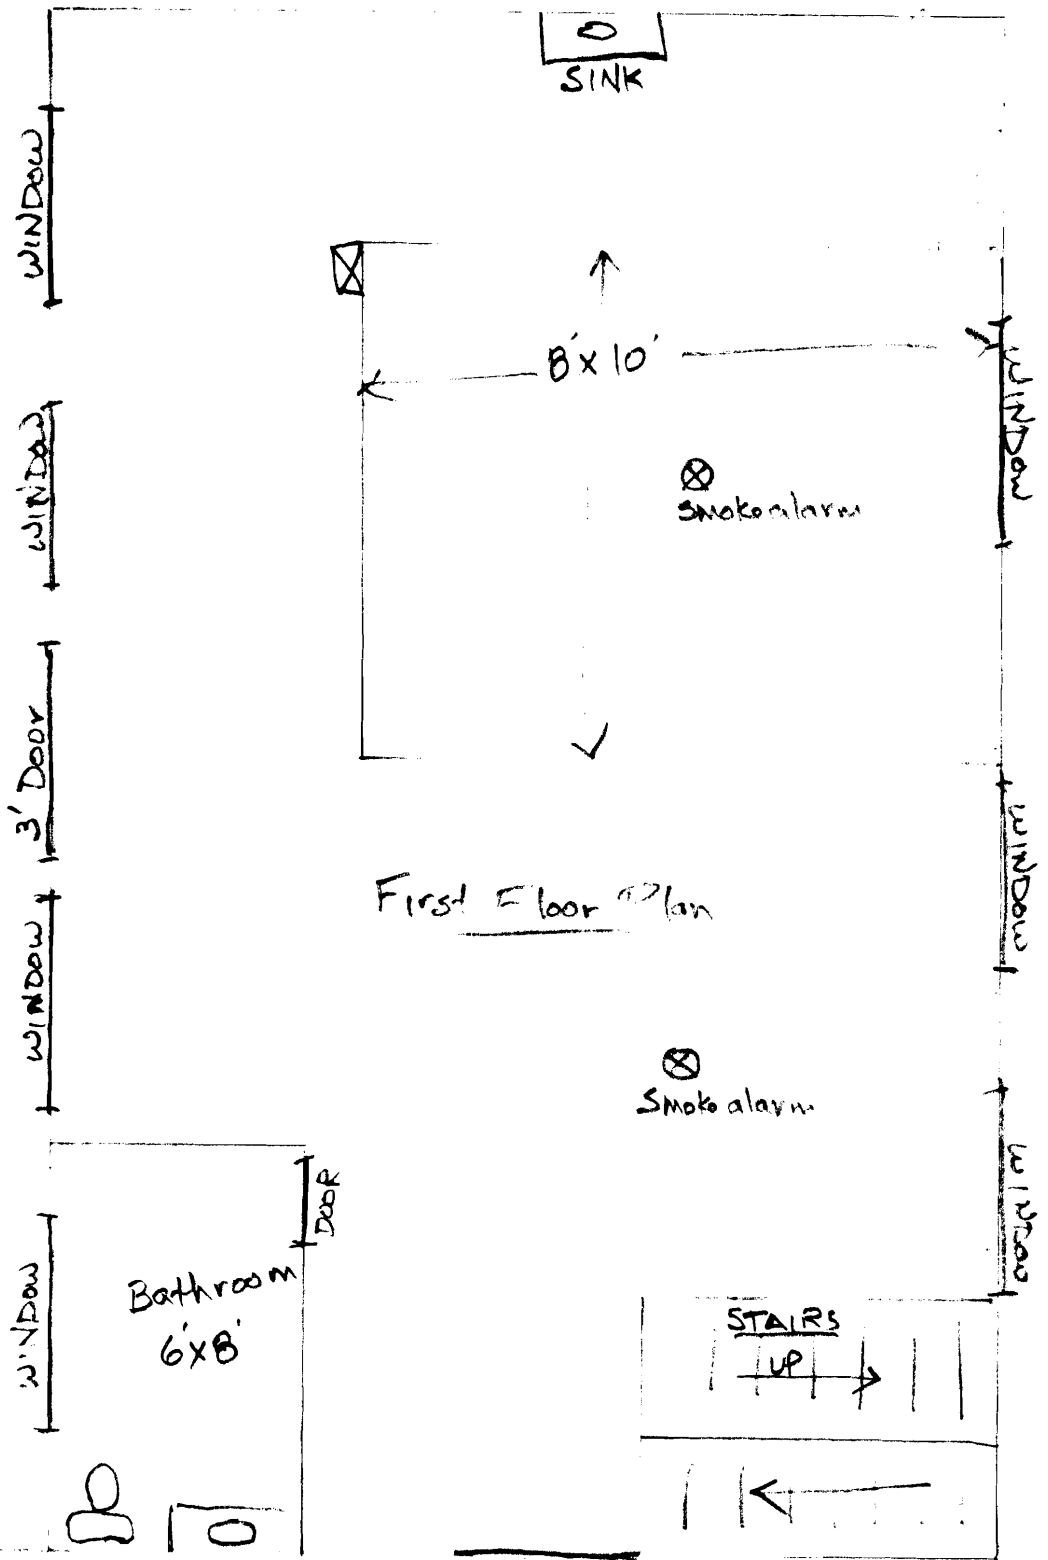 SINK
WINDOW
8'x10'
WINDOW
WINDOW
Smoke alarm
3' Door
WINDOW
First Floor Plan
WINDOW
Smoke alarm
DOOR
WINDOW
Bathroom
6'x8'
WINDOW
STAIRS
UP